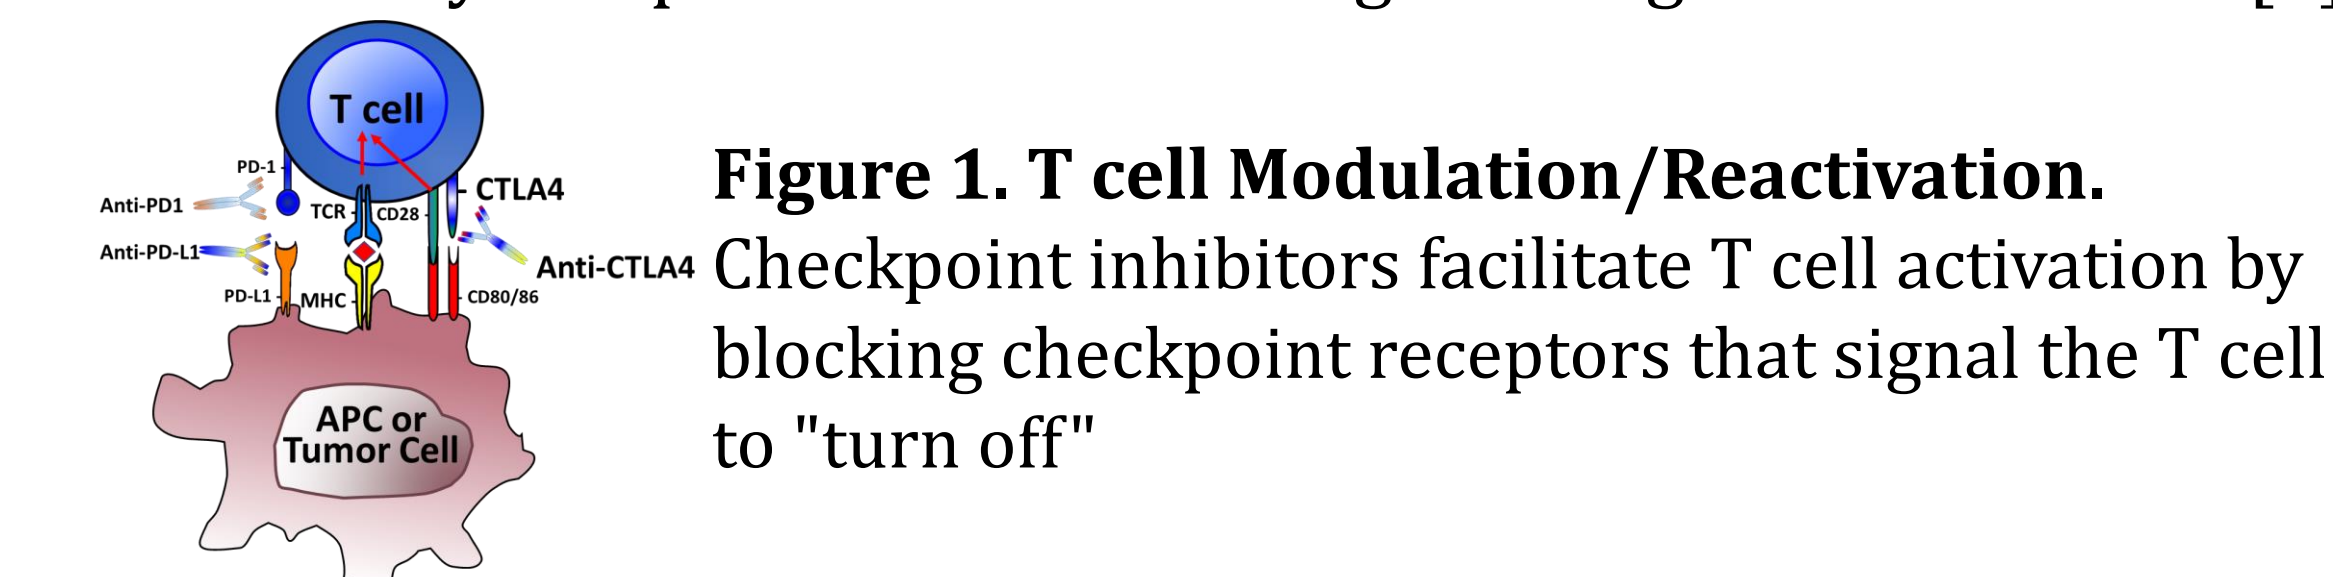 T cell
PD-1
Anti-PD1
TCR
CD28
CTLA4
Anti-PD-L1
Anti-CTLA4
PD-L1
MHC
CD80/86
APC or
Tumor Cell
Figure 1. T cell Modulation/Reactivation.
Checkpoint inhibitors facilitate T cell activation by
blocking checkpoint receptors that signal the T cell
to "turn off"